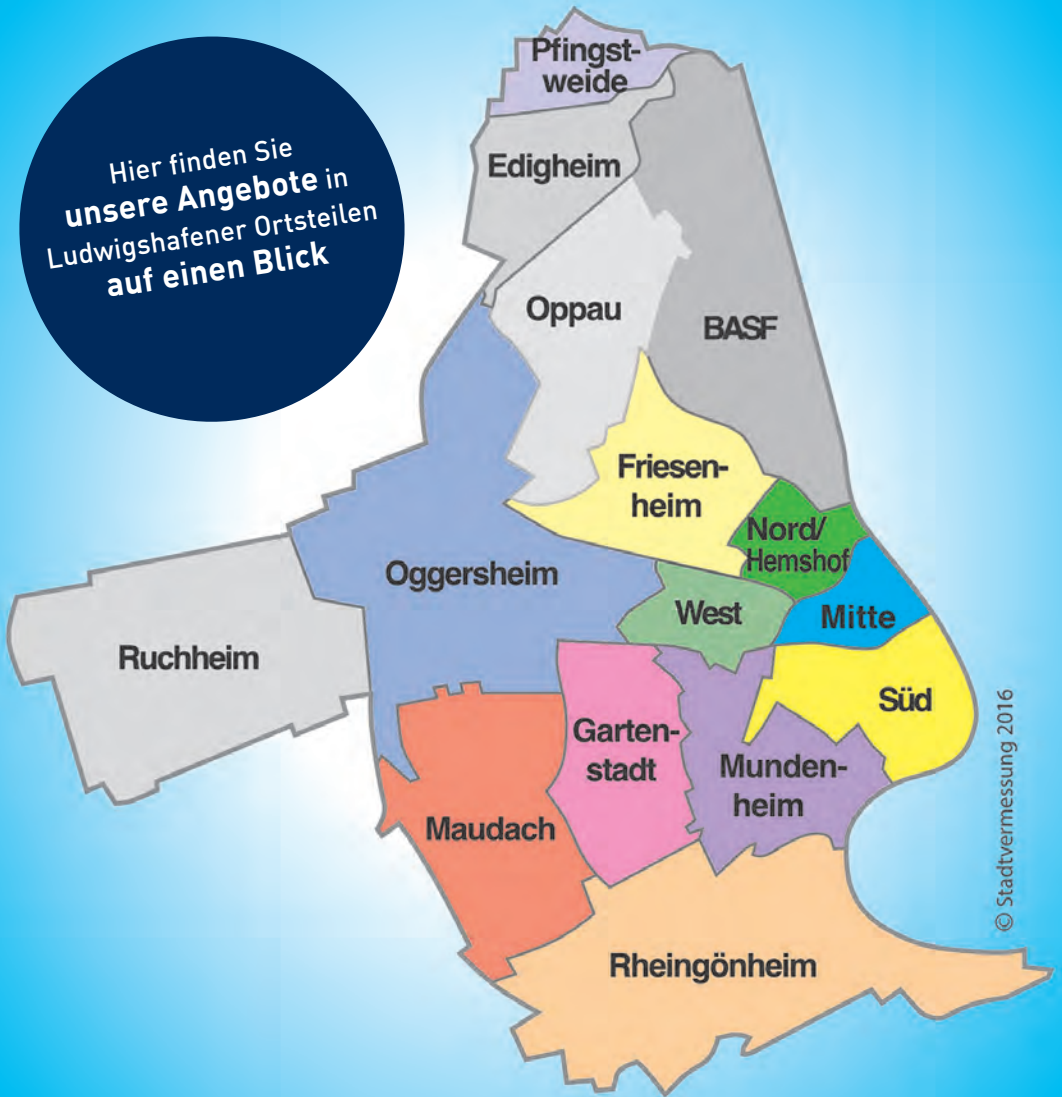 Hier finden Sie
unsere Angebote in
Ludwigshafener Ortsteilen
auf einen Blick
Pfingst-
weide
Edigheim
Oppau
BASF
Friesen-
heim
Nord/
Hemshof
Oggersheim
West
Mitte
Ruchheim
Süd
Garten-
stadt
Munden-
heim
Maudach
Rheingönheim
© Stadtvermessung 2016